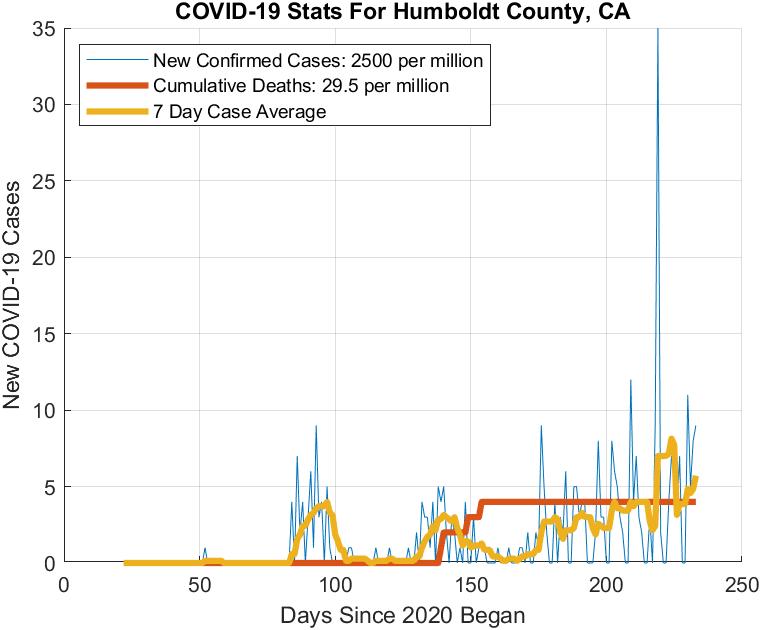 COVID-19 Stats For Humboldt County, CA
New Confirmed Cases: 2500 per million
Cumulative Deaths: 29.5 per million
7 Day Case Average
New COVID-19 Cases
35
30
25
20
15
10
5
0
0 50 100 150 200 250
Days Since 2020 Began